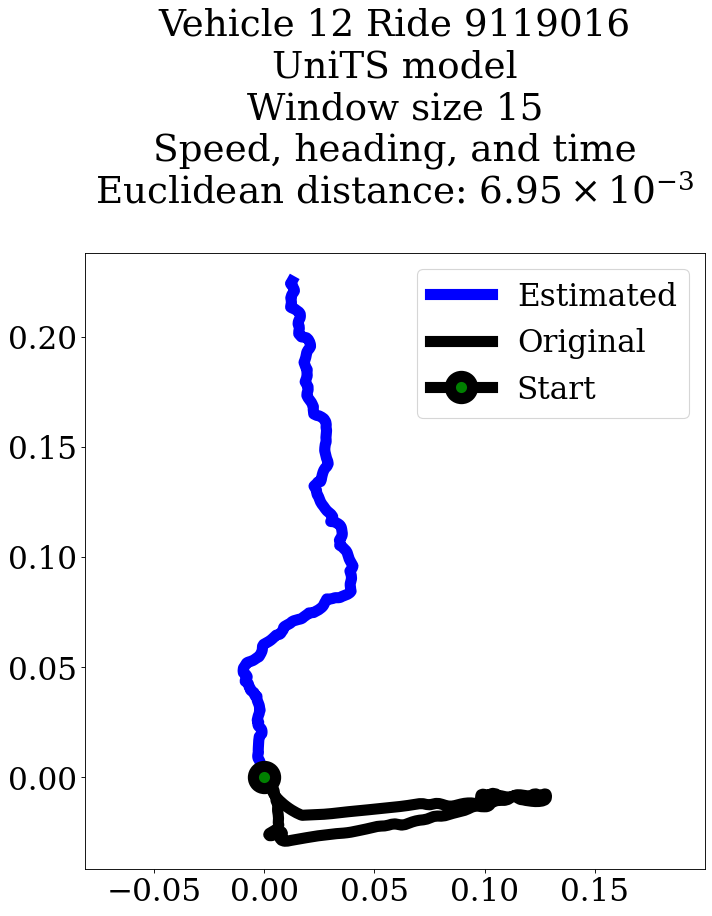 Vehicle 12 Ride 9119016
UniTS model
Window size 15
Speed, heading, and time
Euclidean distance: 6.95 × 10⁻³
Estimated
Original
Start
0.20
0.15
0.10
0.05
0.00
−0.05 0.00 0.05 0.10 0.15